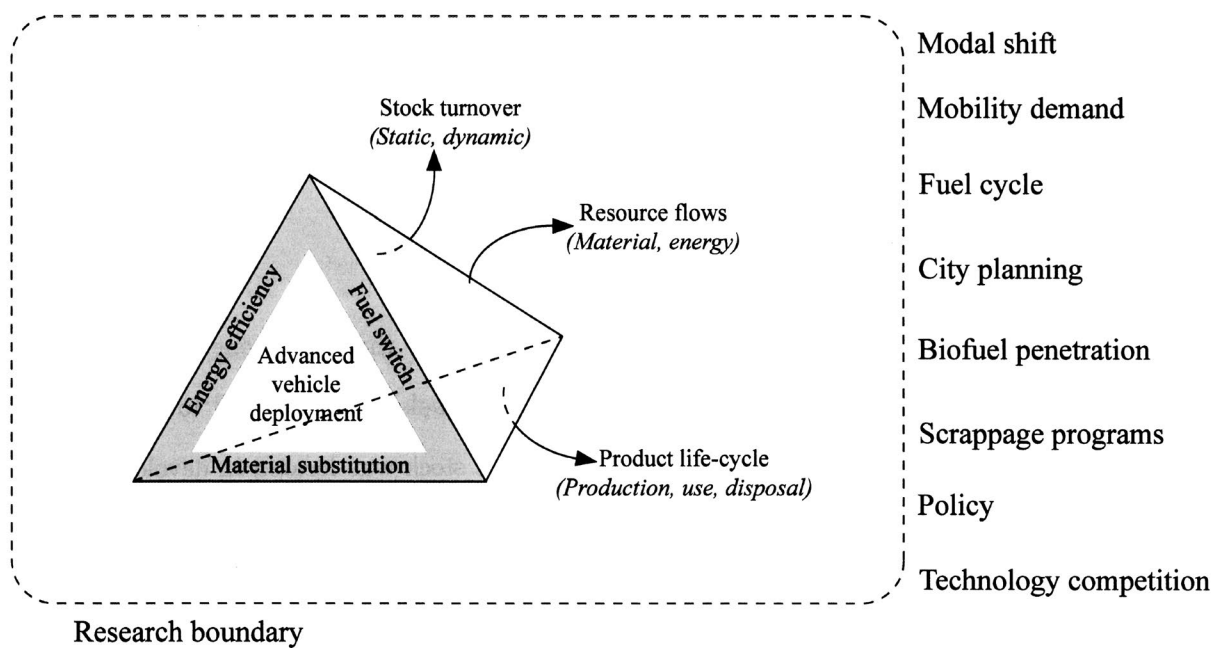 Stock turnover
(Static, dynamic)
Resource flows
(Material, energy)
Energy efficiency
Fuel switch
Advanced
vehicle
deployment
Material substitution
Product life-cycle
(Production, use, disposal)
Research boundary
Modal shift
Mobility demand
Fuel cycle
City planning
Biofuel penetration
Scrappage programs
Policy
Technology competition